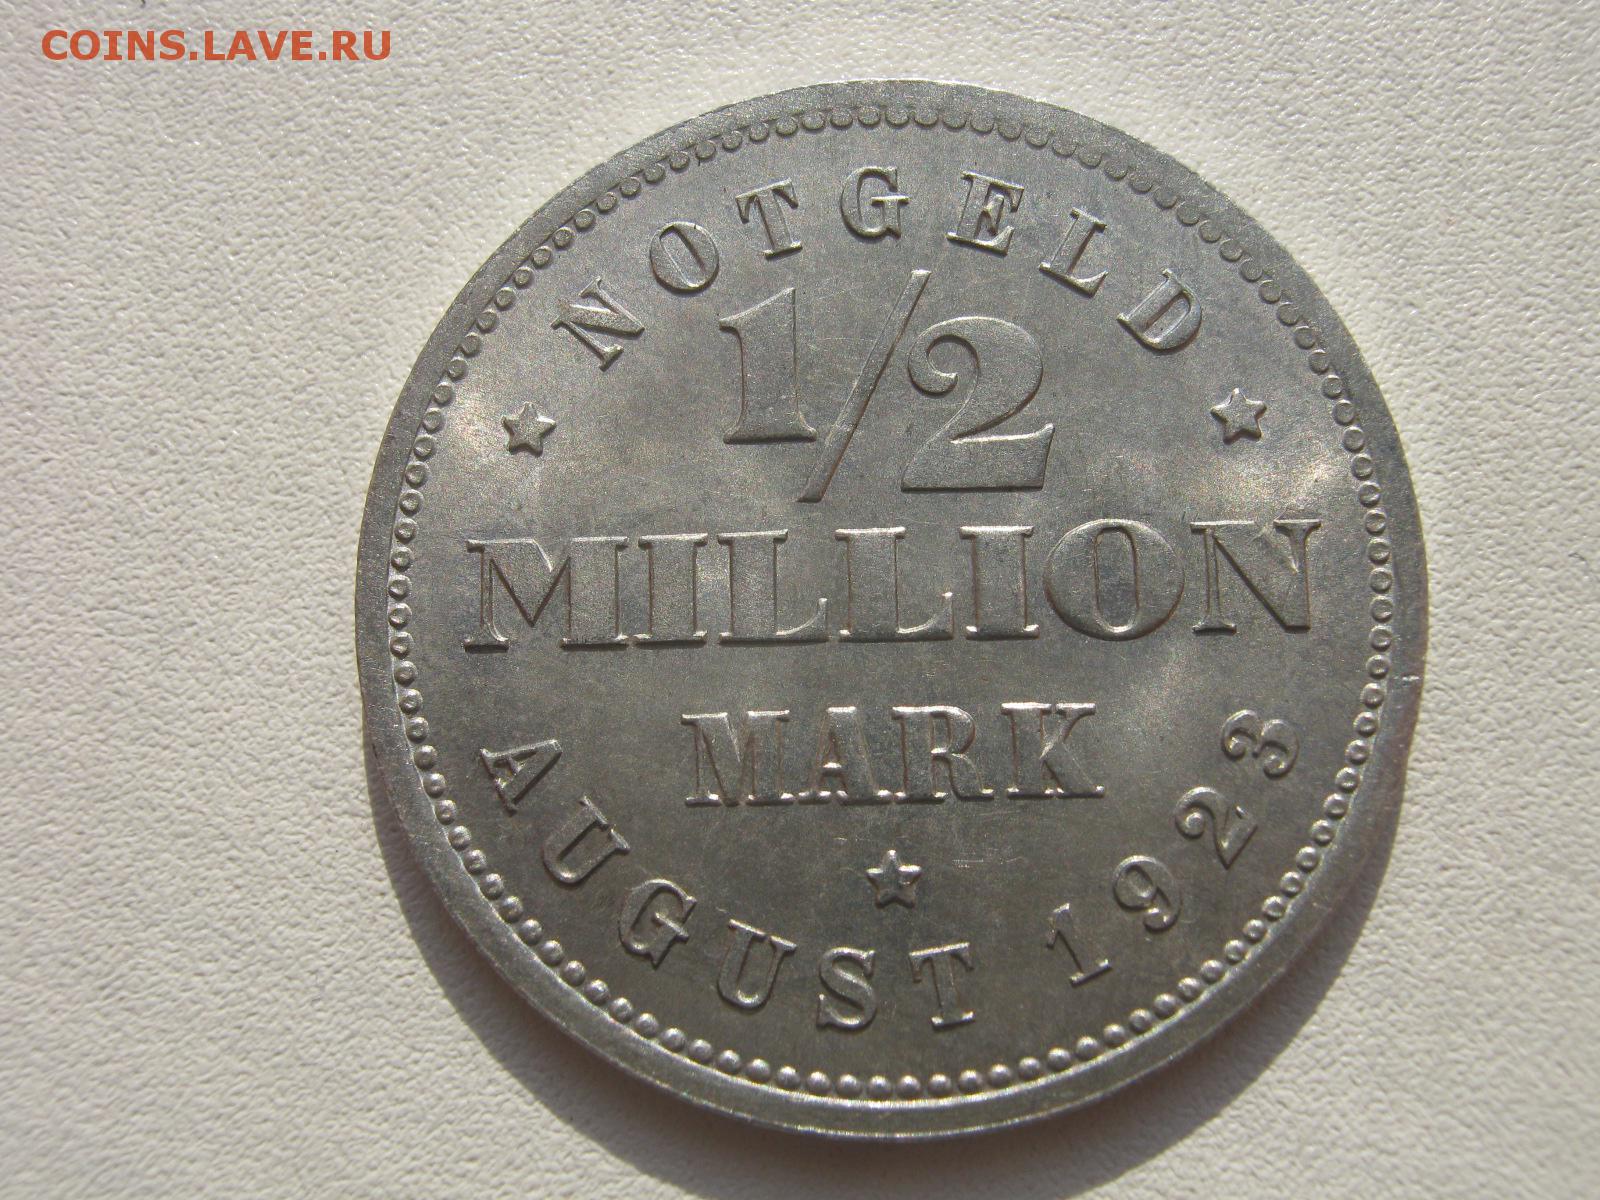 COINS.LAVE.RU
NOTGELD
1/2
MILLION
MARK
AUGUST 1923